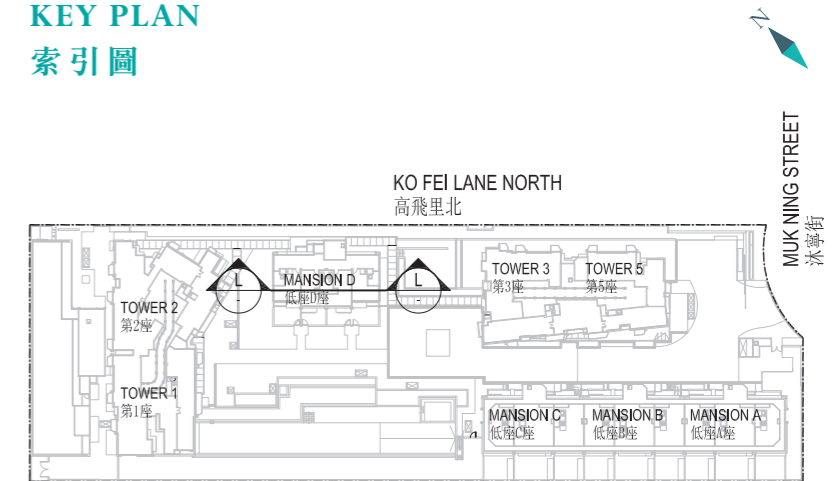 KEY PLAN
索引圖
N
KO FEI LANE NORTH
高飛里北
MUK NING STREET
沐寧街
L
-
MANSION D
低座D座
L
-
TOWER 3
第3座
TOWER 5
第5座
TOWER 2
第2座
TOWER 1
第1座
MANSION C
低座C座
MANSION B
低座B座
MANSION A
低座A座